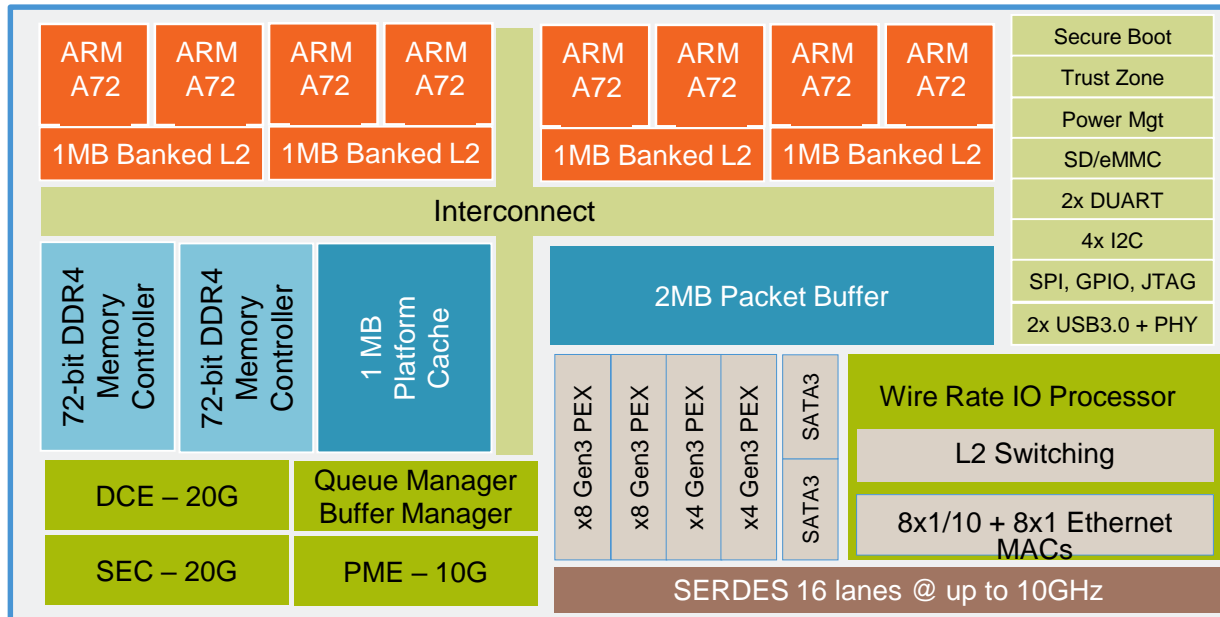 ARM
A72
ARM
A72
ARM
A72
ARM
A72
ARM
A72
ARM
A72
ARM
A72
ARM
A72
1MB Banked L2
1MB Banked L2
1MB Banked L2
1MB Banked L2
Interconnect
72-bit DDR4
Memory
Controller
72-bit DDR4
Memory
Controller
1 MB
Platform
Cache
2MB Packet Buffer
Secure Boot
Trust Zone
Power Mgt
SD/eMMC
2x DUART
4x I2C
SPI, GPIO, JTAG
2x USB3.0 + PHY
DCE – 20G
Queue Manager
Buffer Manager
SEC – 20G
PME – 10G
x8 Gen3 PEX
x8 Gen3 PEX
x4 Gen3 PEX
x4 Gen3 PEX
SATA3
SATA3
Wire Rate IO Processor
L2 Switching
8x1/10 + 8x1 Ethernet
MACs
SERDES 16 lanes @ up to 10GHz